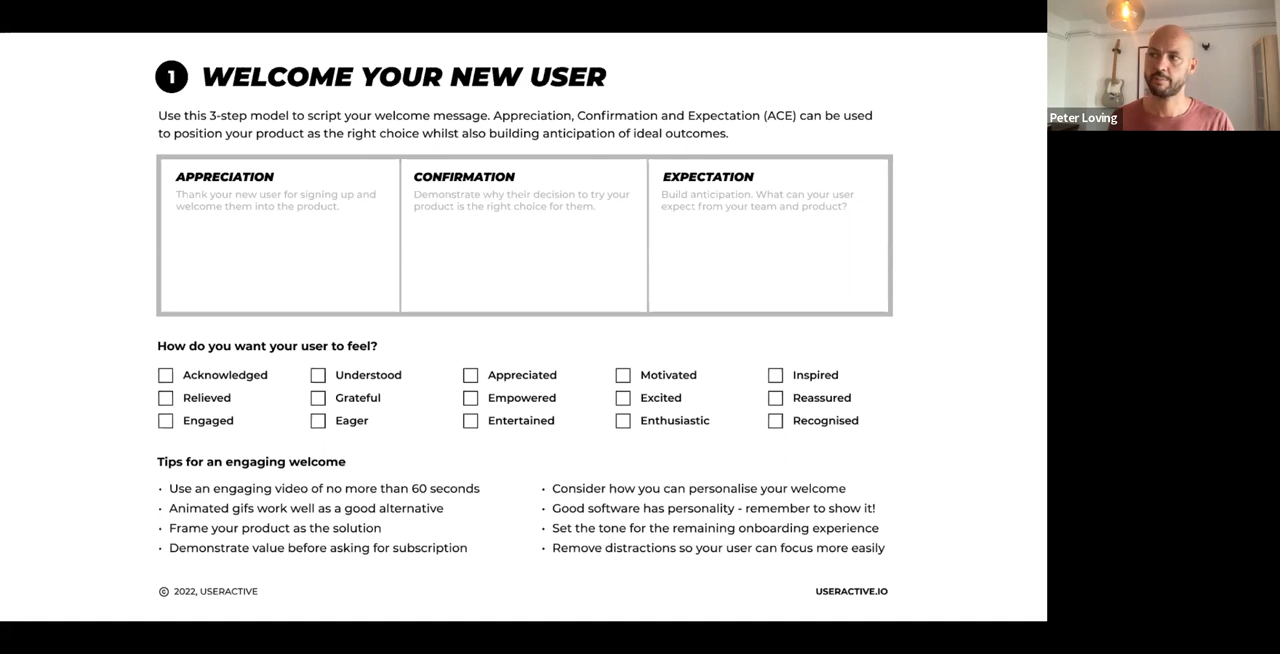 1 WELCOME YOUR NEW USER
Use this 3-step model to script your welcome message. Appreciation, Confirmation and Expectation (ACE) can be used
to position your product as the right choice whilst also building anticipation of ideal outcomes.
APPRECIATION
Thank your new user for signing up and
welcome them into the product.
CONFIRMATION
Demonstrate why their decision to try your
product is the right choice for them.
EXPECTATION
Build anticipation. What can your user
expect from your team and product?
How do you want your user to feel?
Acknowledged Understood Appreciated Motivated Inspired
Relieved Grateful Empowered Excited Reassured
Engaged Eager Entertained Enthusiastic Recognised
Tips for an engaging welcome
· Use an engaging video of no more than 60 seconds
· Animated gifs work well as a good alternative
· Frame your product as the solution
· Demonstrate value before asking for subscription
· Consider how you can personalise your welcome
· Good software has personality - remember to show it!
· Set the tone for the remaining onboarding experience
· Remove distractions so your user can focus more easily
© 2022, USERACTIVE
USERACTIVE.IO
Peter Loving